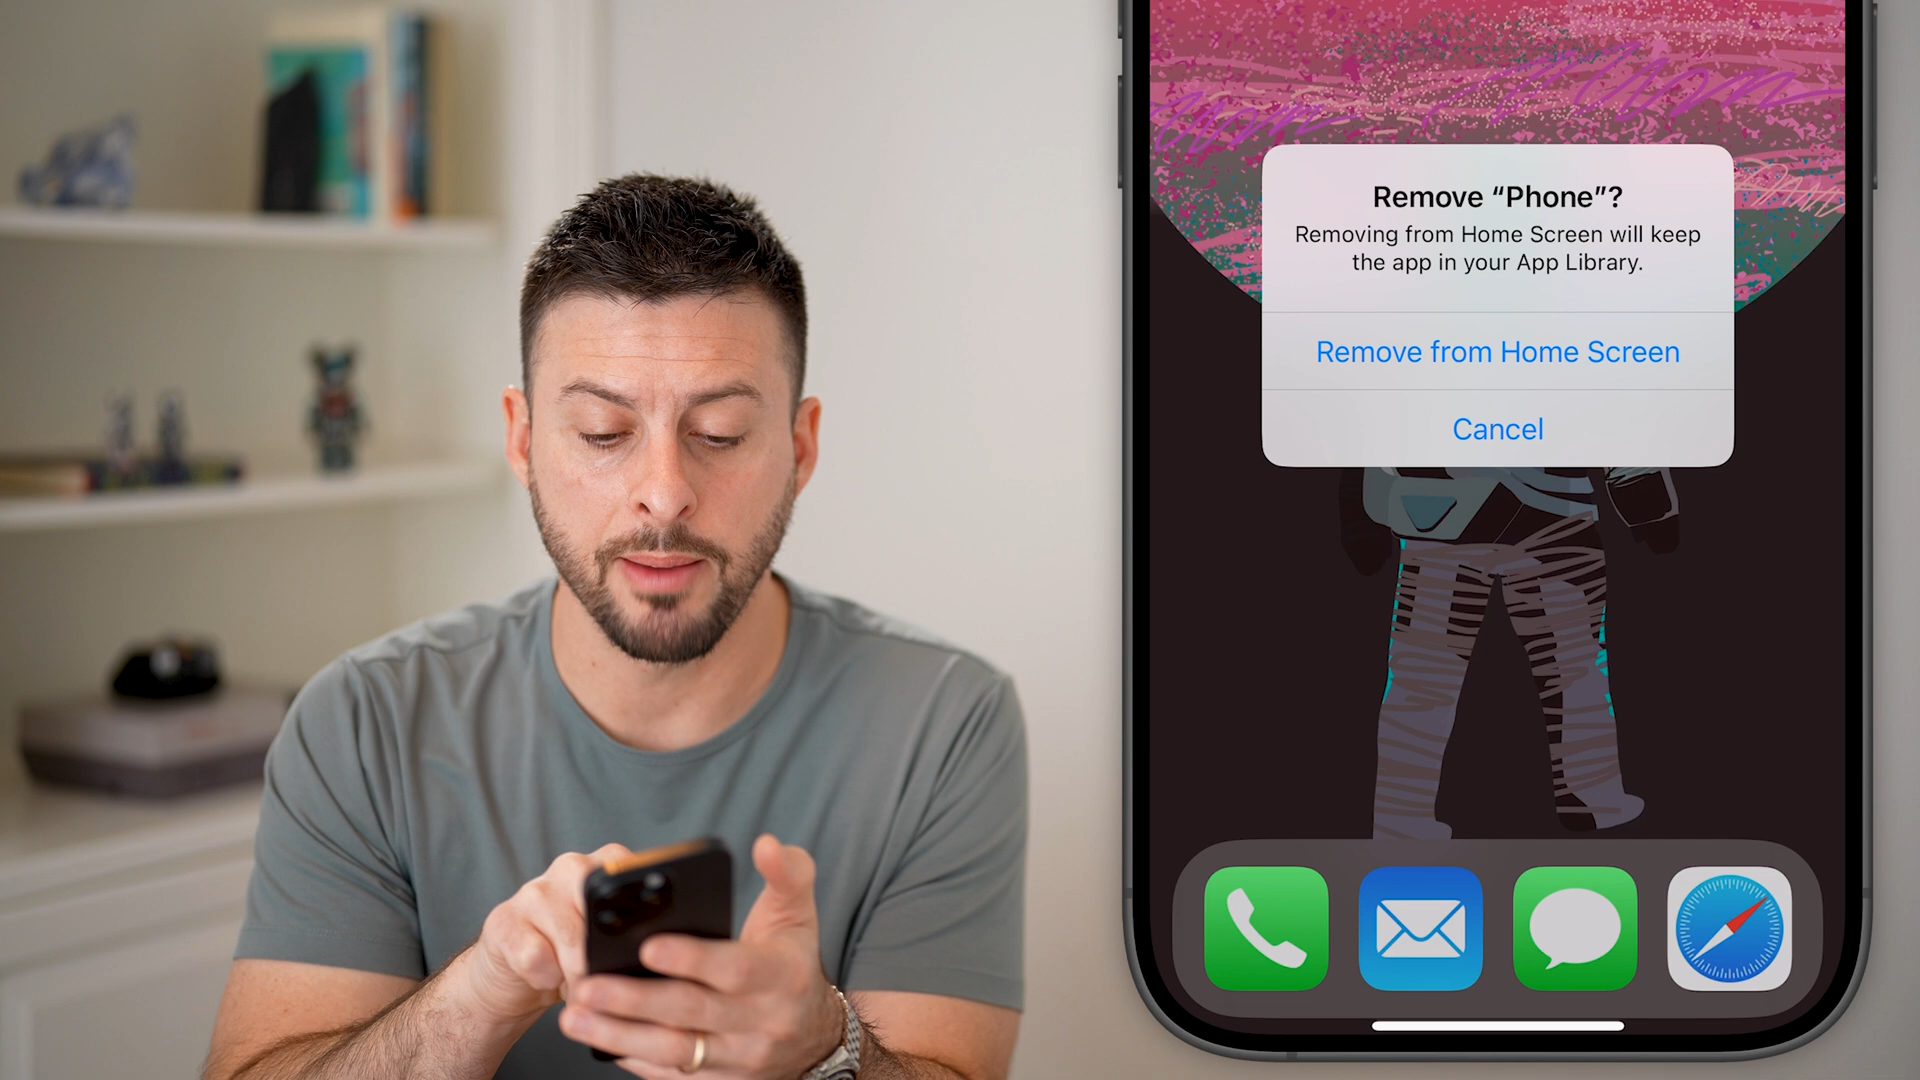 Remove “Phone”?
Removing from Home Screen will keep
the app in your App Library.
Remove from Home Screen
Cancel